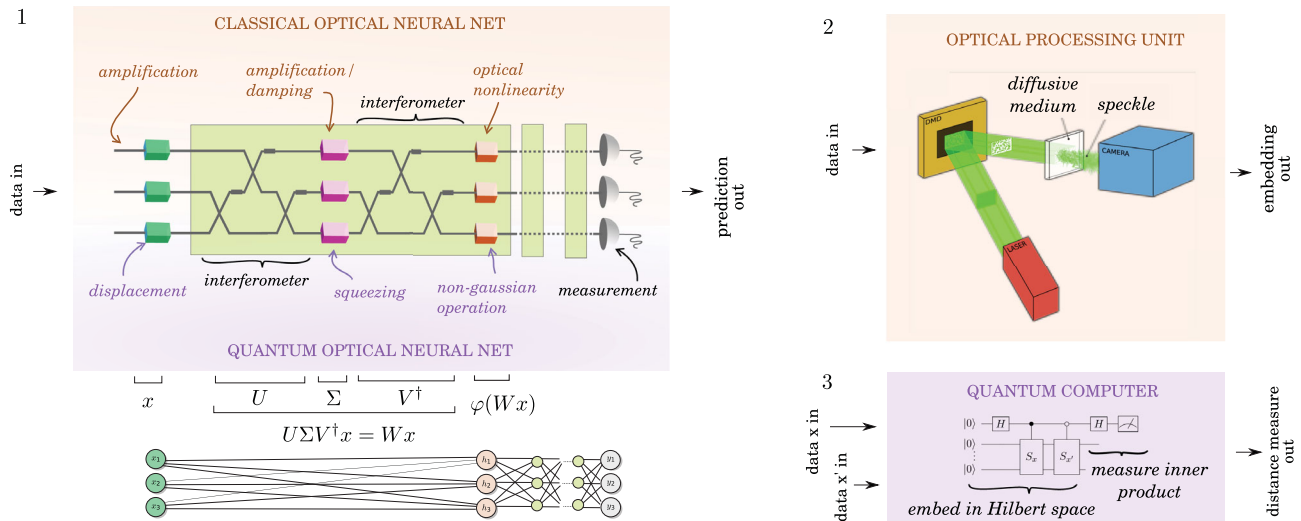 1
CLASSICAL OPTICAL NEURAL NET
amplification
amplification/
damping
optical
nonlinearity
interferometer
data in
prediction
out
interferometer
displacement
squeezing
non-gaussian
operation
measurement
QUANTUM OPTICAL NEURAL NET
x
U
Σ
V†
φ(Wx)
UΣV†x = Wx
x₁
x₂
x₃
h₁
h₂
h₃
y₁
y₂
y₃
2
OPTICAL PROCESSING UNIT
diffusive
medium
speckle
DMD
CAMERA
LASER
data in
embedding
out
3
QUANTUM COMPUTER
data x in
data x' in
|0⟩ H H
|0⟩
|0⟩
Sx Sx'
measure inner
product
embed in Hilbert space
distance measure
out